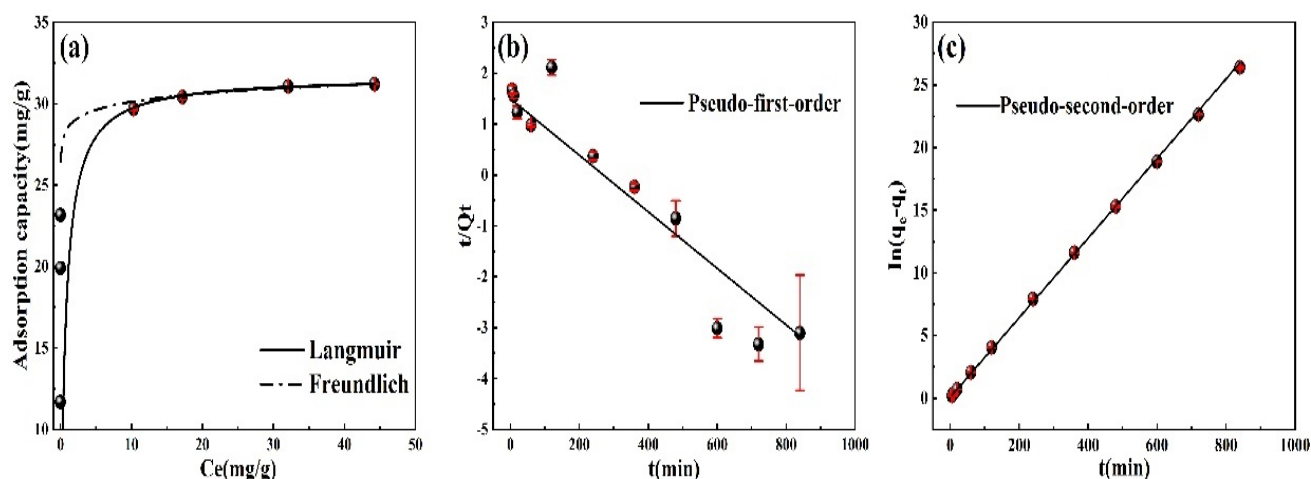 (a)
Adsorption capacity(mg/g)
35
30
25
20
15
10
Langmuir
Freundlich
0 10 20 30 40 50
Ce(mg/g)
(b)
t/Qt
3
2
1
0
-1
-2
-3
-4
-5
Pseudo-first-order
0 200 400 600 800 1000
t(min)
(c)
ln(qe-qt)
30
25
20
15
10
5
0
Pseudo-second-order
0 200 400 600 800 1000
t(min)